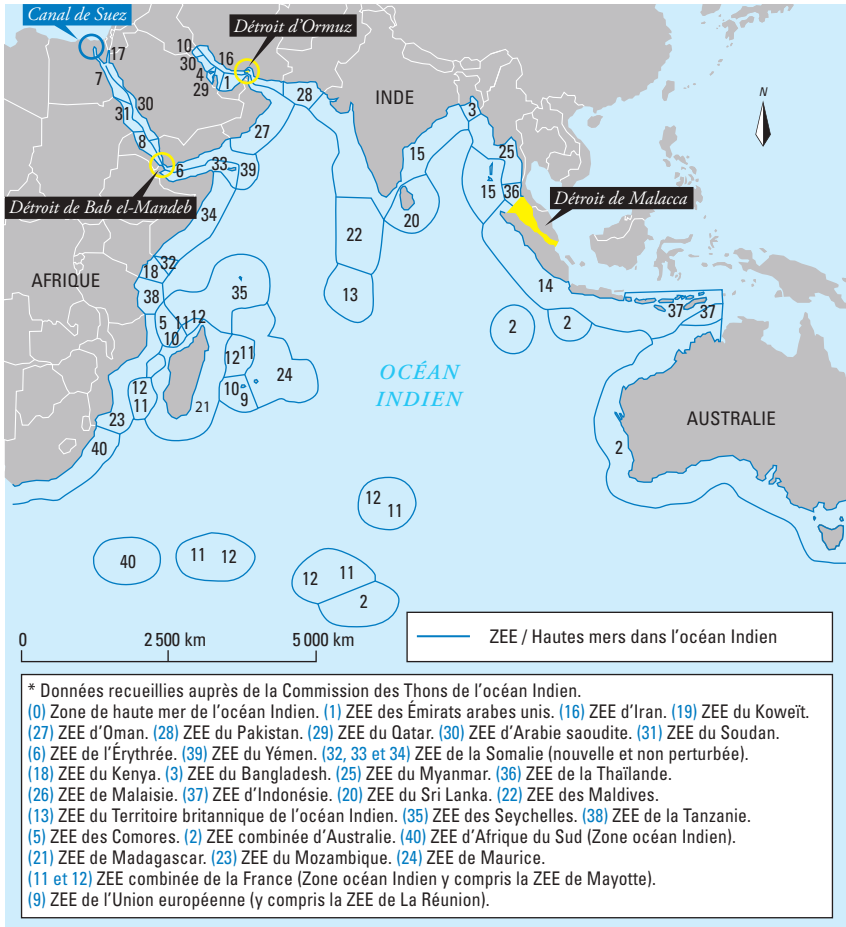 Canal de Suez
Détroit d'Ormuz
17
10
16
30
4
29
1
7
28
INDE
3
N
30
31
27
8
15
25
6
33
39
15
36
Détroit de Bab el-Mandeb
34
20
Détroit de Malacca
22
32
18
AFRIQUE
38
35
13
14
5
11
12
10
2
2
37
37
12
11
24
OCÉAN
INDIEN
12
11
10
9
21
23
AUSTRALIE
40
2
12
11
40
11
12
12
11
2
0
2 500 km
5 000 km
ZEE / Hautes mers dans l'océan Indien
* Données recueillies auprès de la Commission des Thons de l'océan Indien.
(0) Zone de haute mer de l'océan Indien. (1) ZEE des Émirats arabes unis. (16) ZEE d'Iran. (19) ZEE du Koweït.
(27) ZEE d'Oman. (28) ZEE du Pakistan. (29) ZEE du Qatar. (30) ZEE d'Arabie saoudite. (31) ZEE du Soudan.
(6) ZEE de l'Érythrée. (39) ZEE du Yémen. (32, 33 et 34) ZEE de la Somalie (nouvelle et non perturbée).
(18) ZEE du Kenya. (3) ZEE du Bangladesh. (25) ZEE du Myanmar. (36) ZEE de la Thaïlande.
(26) ZEE de Malaisie. (37) ZEE d'Indonésie. (20) ZEE du Sri Lanka. (22) ZEE des Maldives.
(13) ZEE du Territoire britannique de l'océan Indien. (35) ZEE des Seychelles. (38) ZEE de la Tanzanie.
(5) ZEE des Comores. (2) ZEE combinée d'Australie. (40) ZEE d'Afrique du Sud (Zone océan Indien).
(21) ZEE de Madagascar. (23) ZEE du Mozambique. (24) ZEE de Maurice.
(11 et 12) ZEE combinée de la France (Zone océan Indien y compris la ZEE de Mayotte).
(9) ZEE de l'Union européenne (y compris la ZEE de La Réunion).